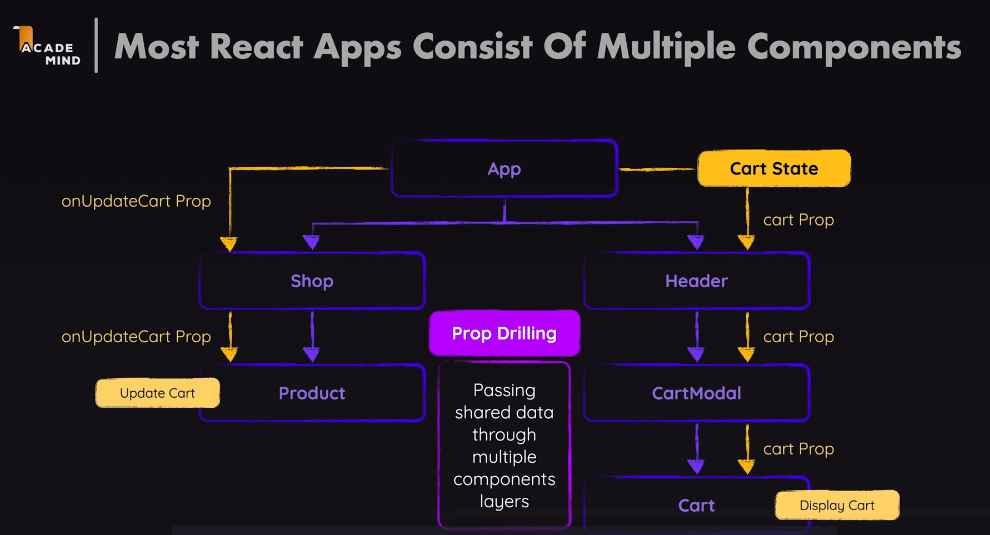 ACADE
MIND
Most React Apps Consist Of Multiple Components
App
Cart State
onUpdateCart Prop
cart Prop
Shop
Header
onUpdateCart Prop
Prop Drilling
cart Prop
Update Cart
Product
Passing
shared data
through
multiple
components
layers
CartModal
cart Prop
Cart
Display Cart